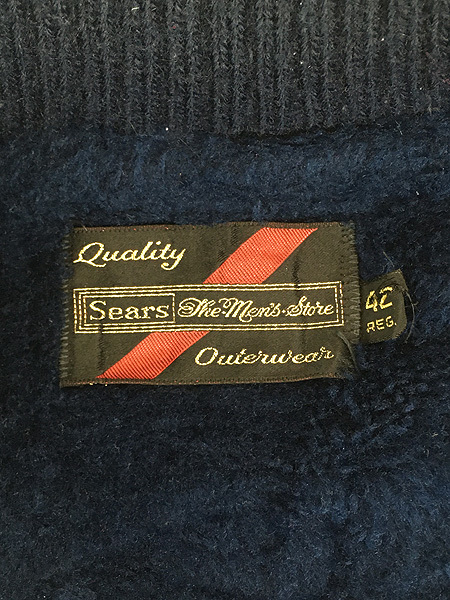 Quality
Sears The Men's Store
Outerwear
42
REG.